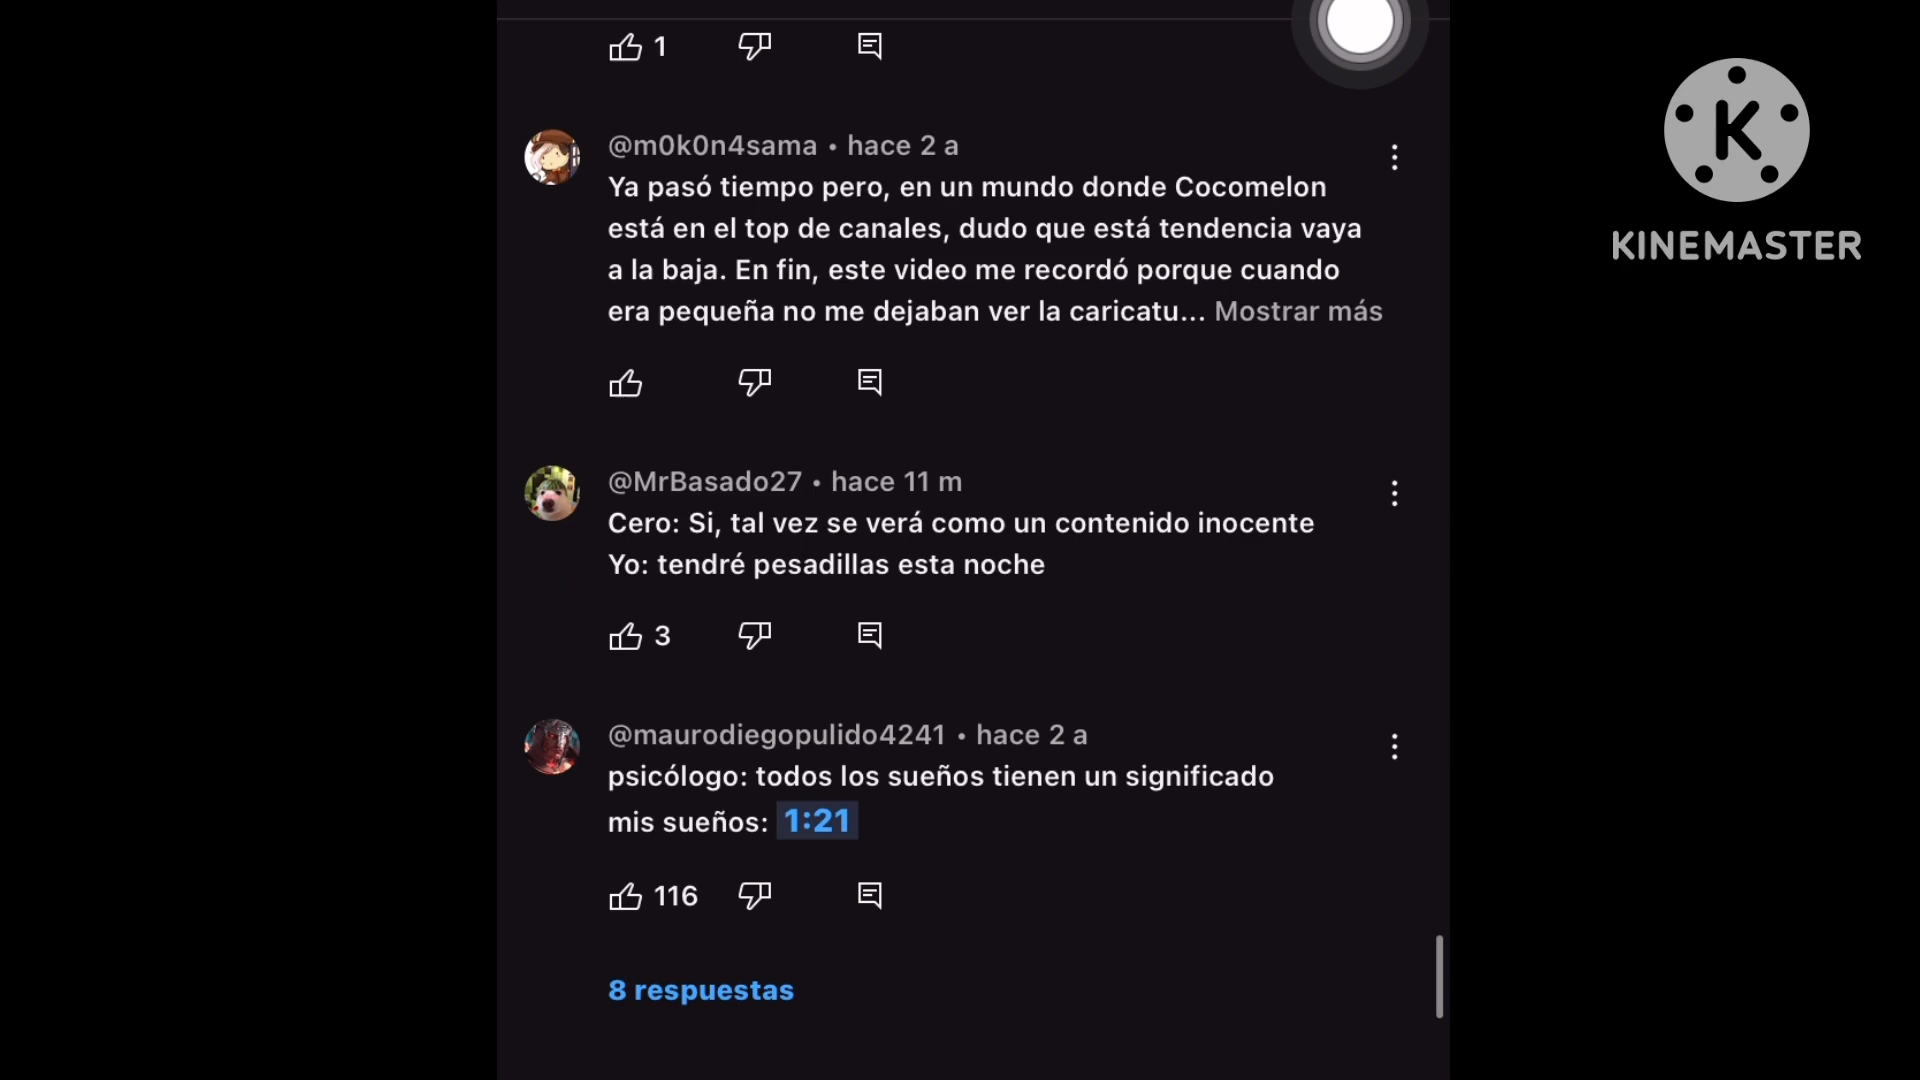 1
@m0k0n4sama • hace 2 a
Ya pasó tiempo pero, en un mundo donde Cocomelon
está en el top de canales, dudo que está tendencia vaya
a la baja. En fin, este video me recordó porque cuando
era pequeña no me dejaban ver la caricatu... Mostrar más
@MrBasado27 • hace 11 m
Cero: Si, tal vez se verá como un contenido inocente
Yo: tendré pesadillas esta noche
3
@maurodiegopulido4241 • hace 2 a
psicólogo: todos los sueños tienen un significado
mis sueños: 1:21
116
8 respuestas
K
KINEMASTER